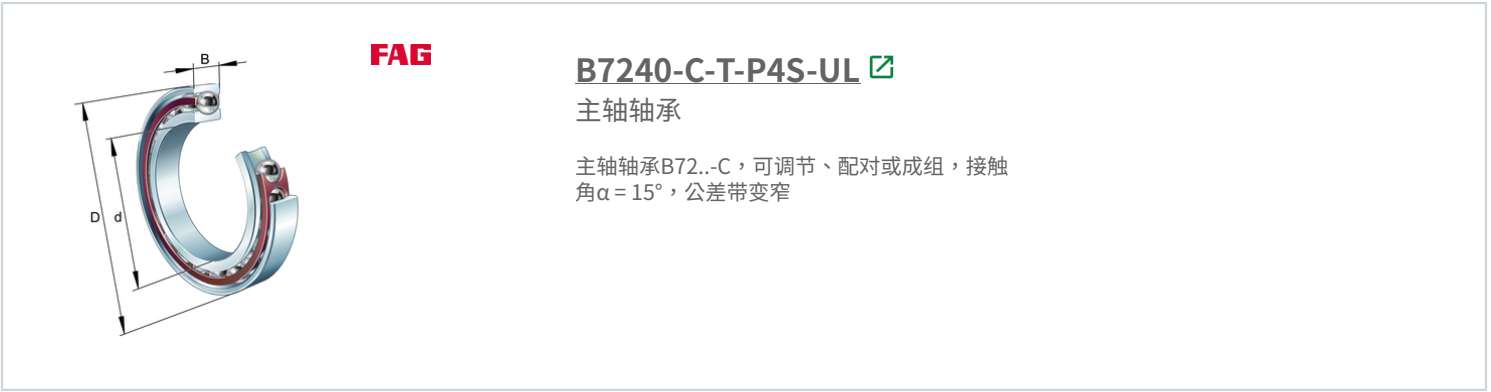 B
D
d
FAG
B7240-C-T-P4S-UL
主轴轴承
主轴轴承B72..-C，可调节、配对或成组，接触
角α = 15°，公差带变窄